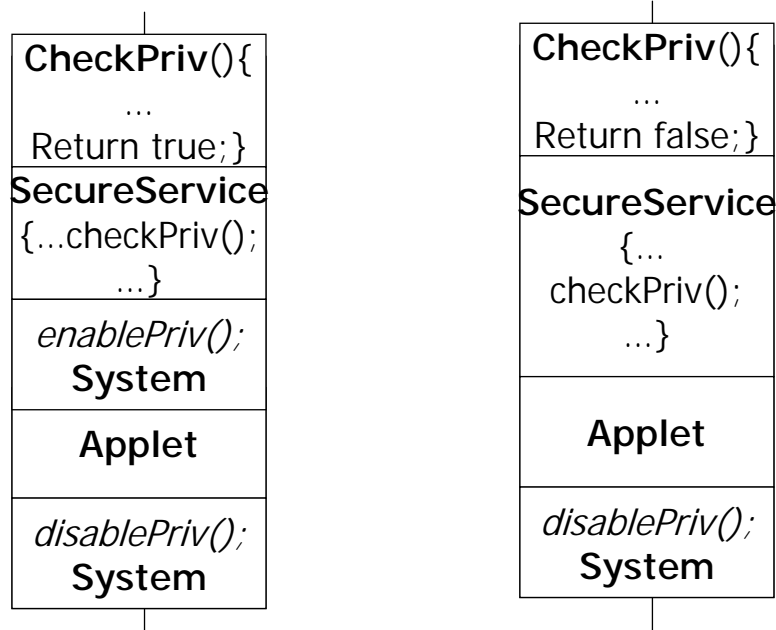 CheckPriv(){
...
Return true;}
SecureService
{...checkPriv();
...}
enablePriv();
System
Applet
disablePriv();
System
CheckPriv(){
...
Return false;}
SecureService
{...
checkPriv();
...}
Applet
disablePriv();
System